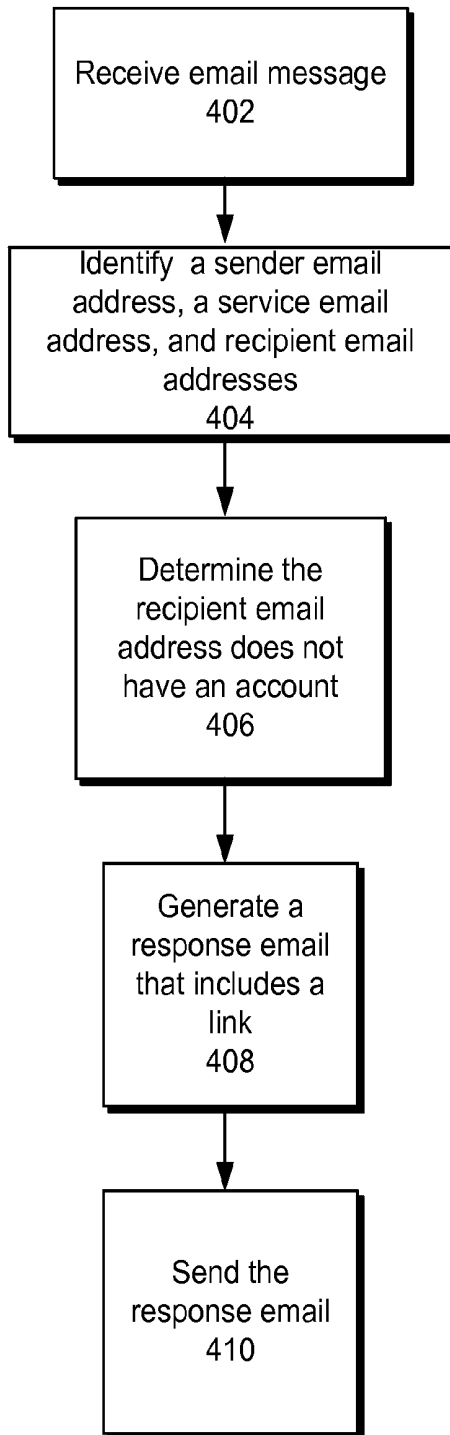 Receive email message
402
Identify a sender email
address, a service email
address, and recipient email
addresses
404
Determine the
recipient email
address does not
have an account
406
Generate a
response email
that includes a
link
408
Send the
response email
410